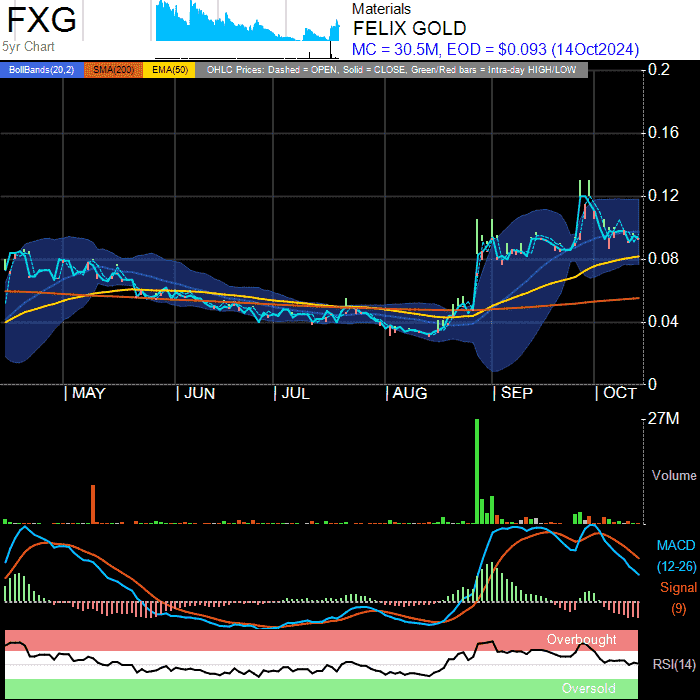 FXG
5yr Chart
Materials
FELIX GOLD
MC = 30.5M, EOD = $0.093 (14Oct2024)
BollBands(20,2) SMA(200) EMA(50) OHLC Prices: Dashed = OPEN, Solid = CLOSE, Green/Red bars = Intra-day HIGH/LOW
0.2
0.16
0.12
0.08
0.04
0
| MAY | JUN | JUL | AUG | SEP | OCT
27M
Volume
MACD
(12-26)
Signal
(9)
Overbought
RSI(14)
Oversold